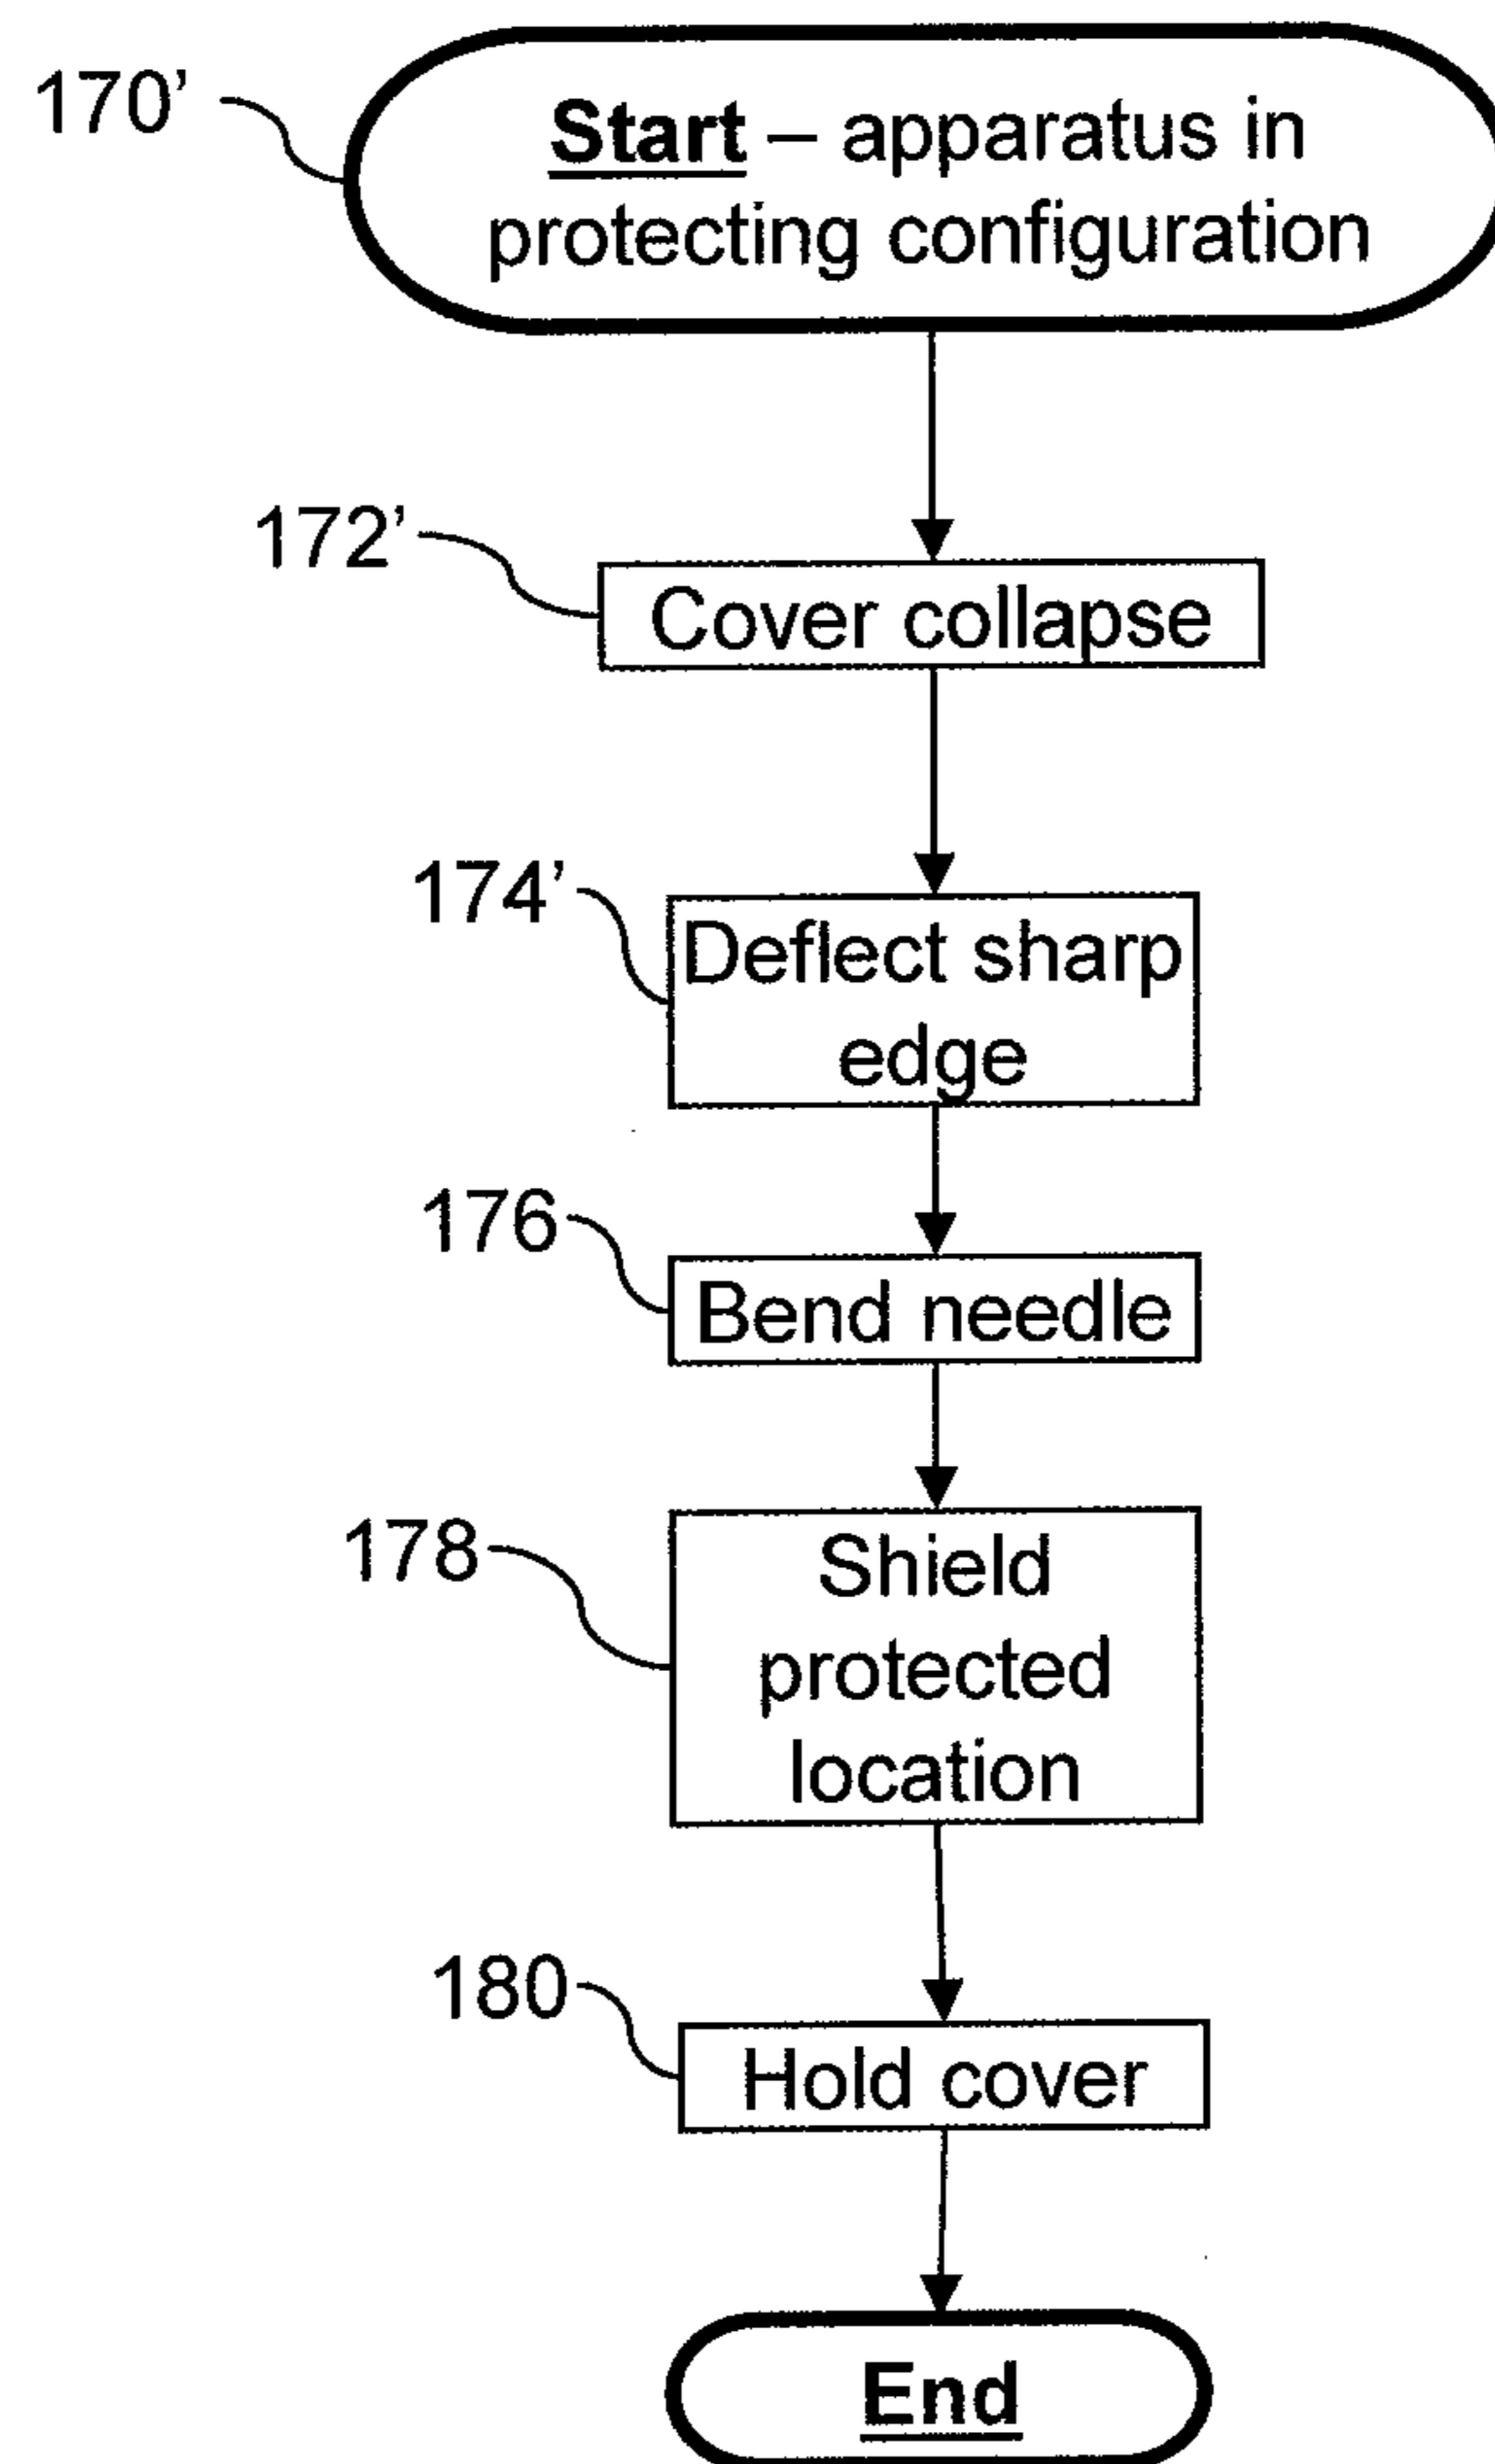 170’
Start – apparatus in
protecting configuration
172’
Cover collapse
174’
Deflect sharp
edge
176
Bend needle
178
Shield
protected
location
180
Hold cover
End